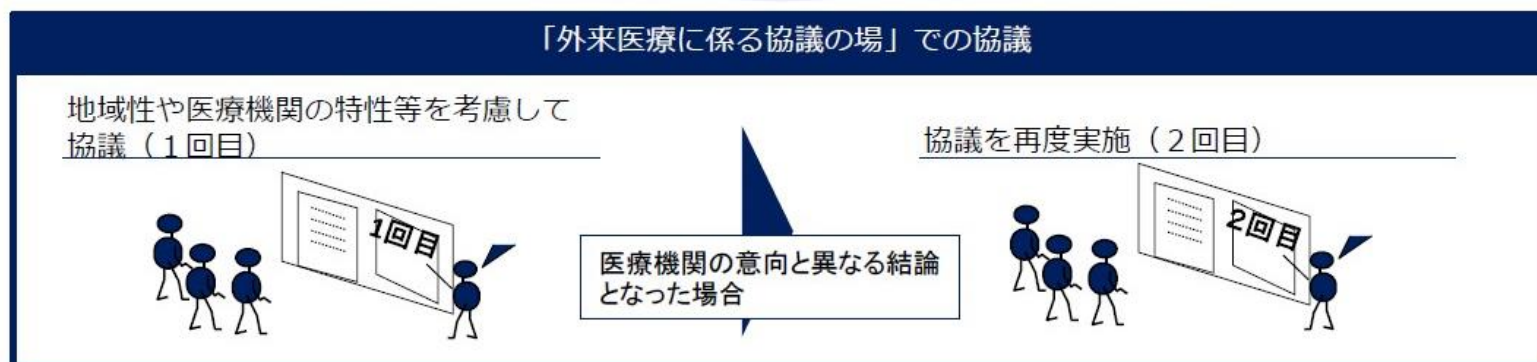 「外来医療に係る協議の場」での協議
地域性や医療機関の特性等を考慮して
協議（１回目）
1回目
医療機関の意向と異なる結論
となった場合
協議を再度実施（２回目）
2回目